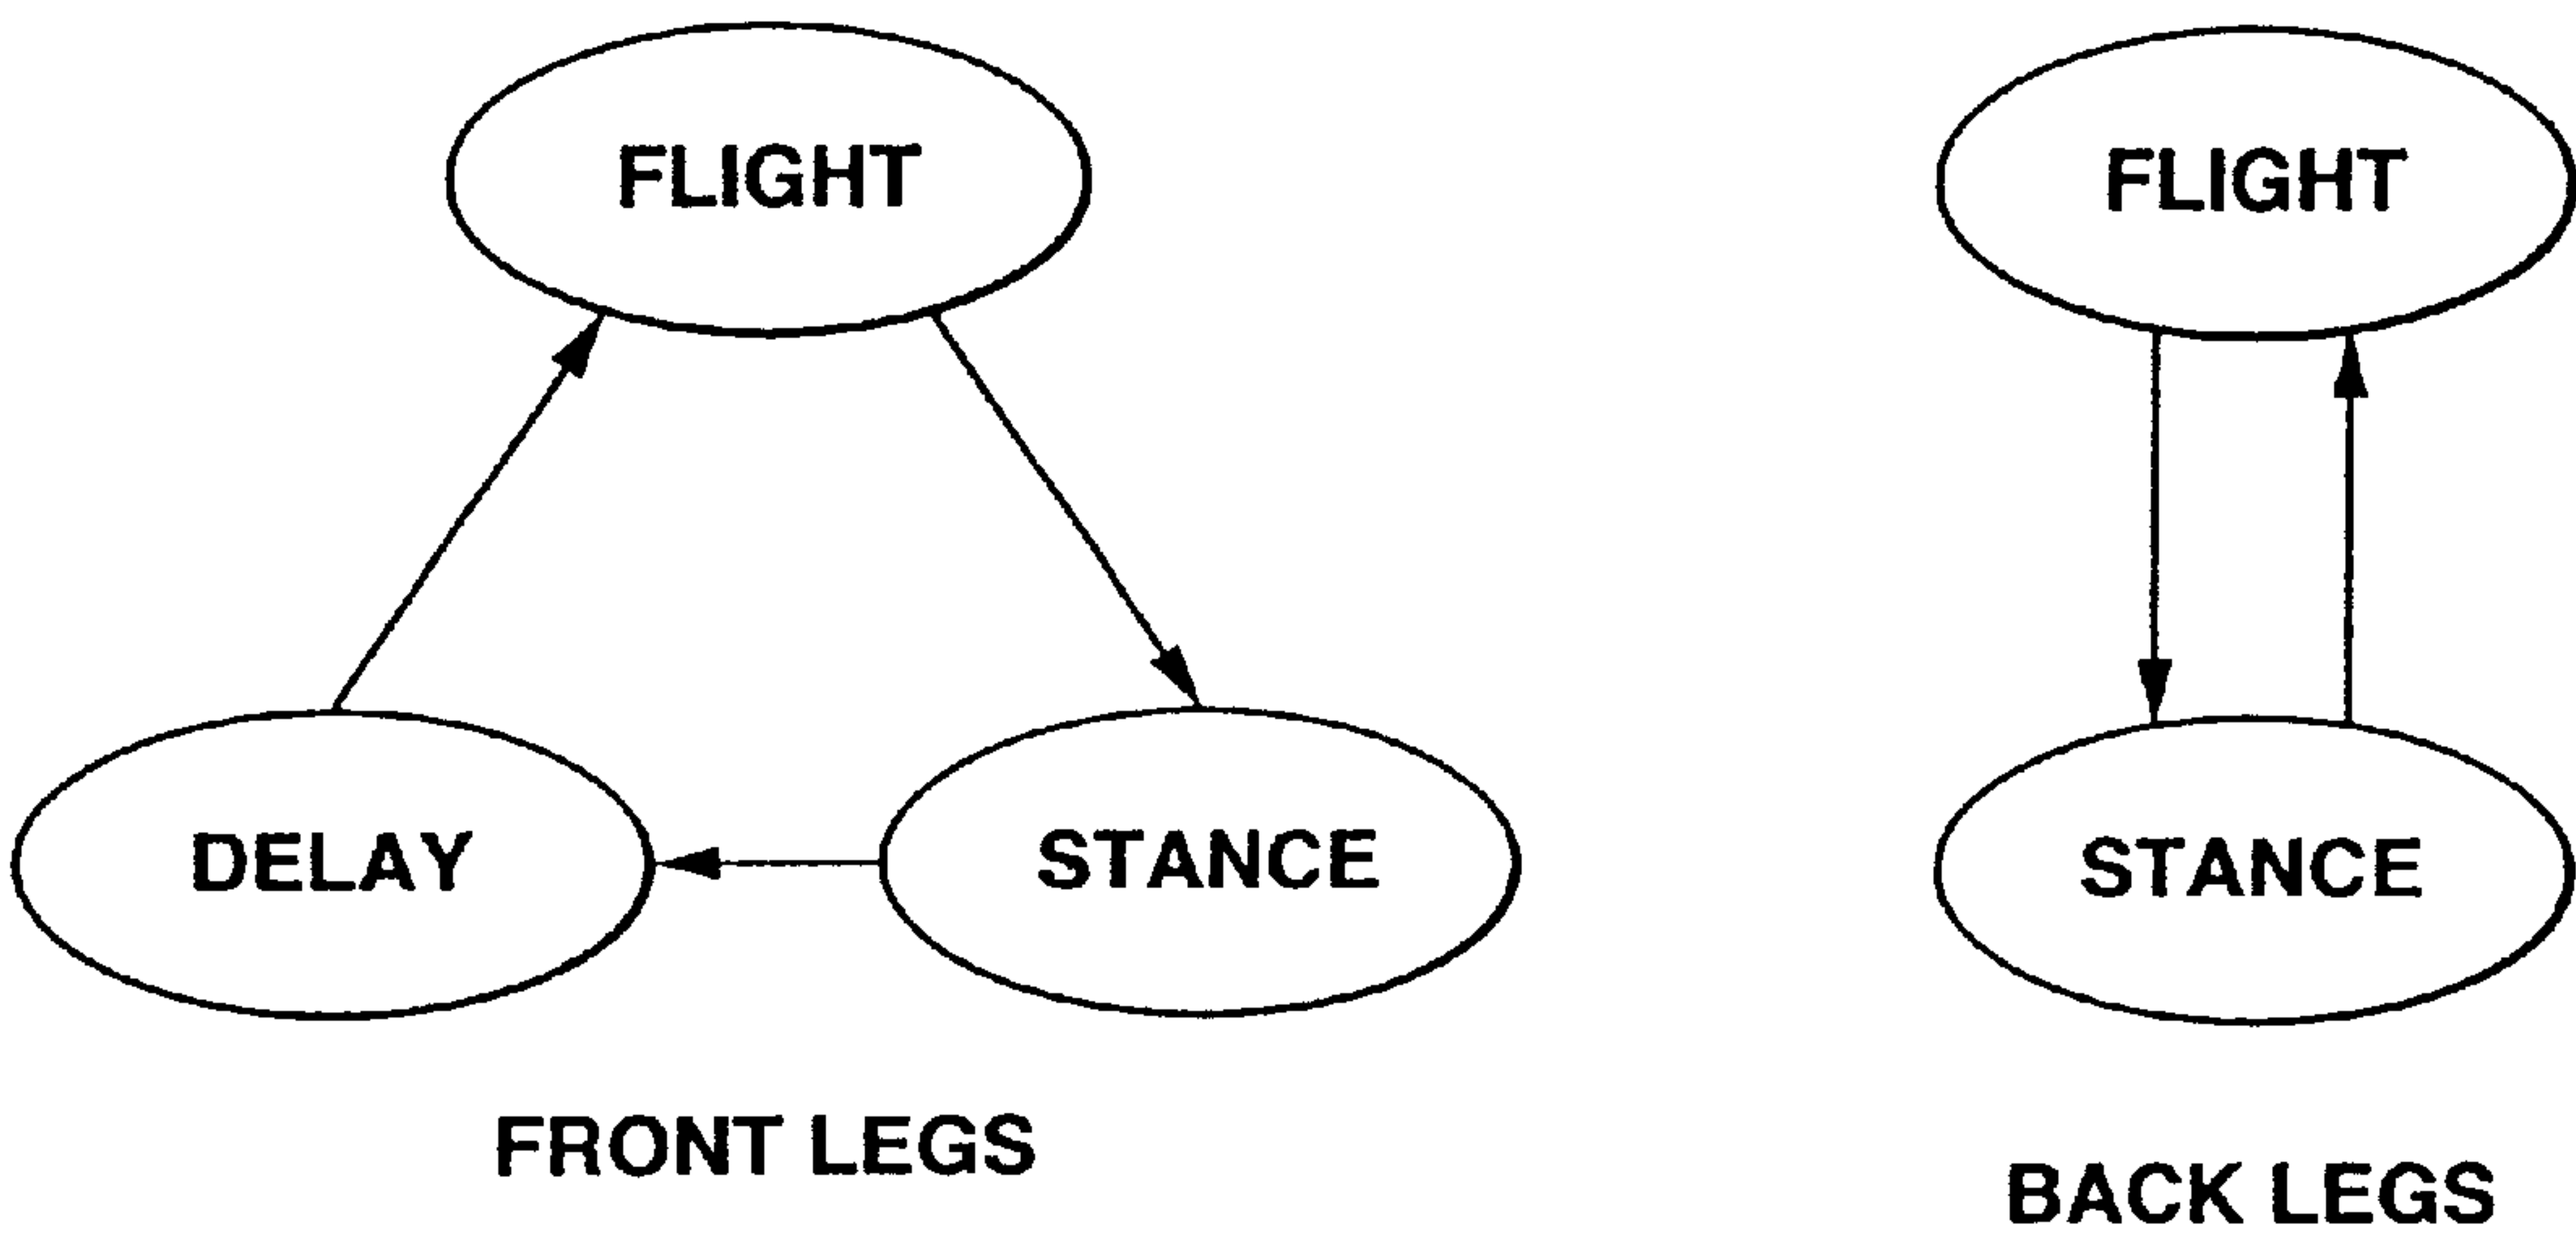 FLIGHT
DELAY
STANCE
FRONT LEGS
FLIGHT
STANCE
BACK LEGS